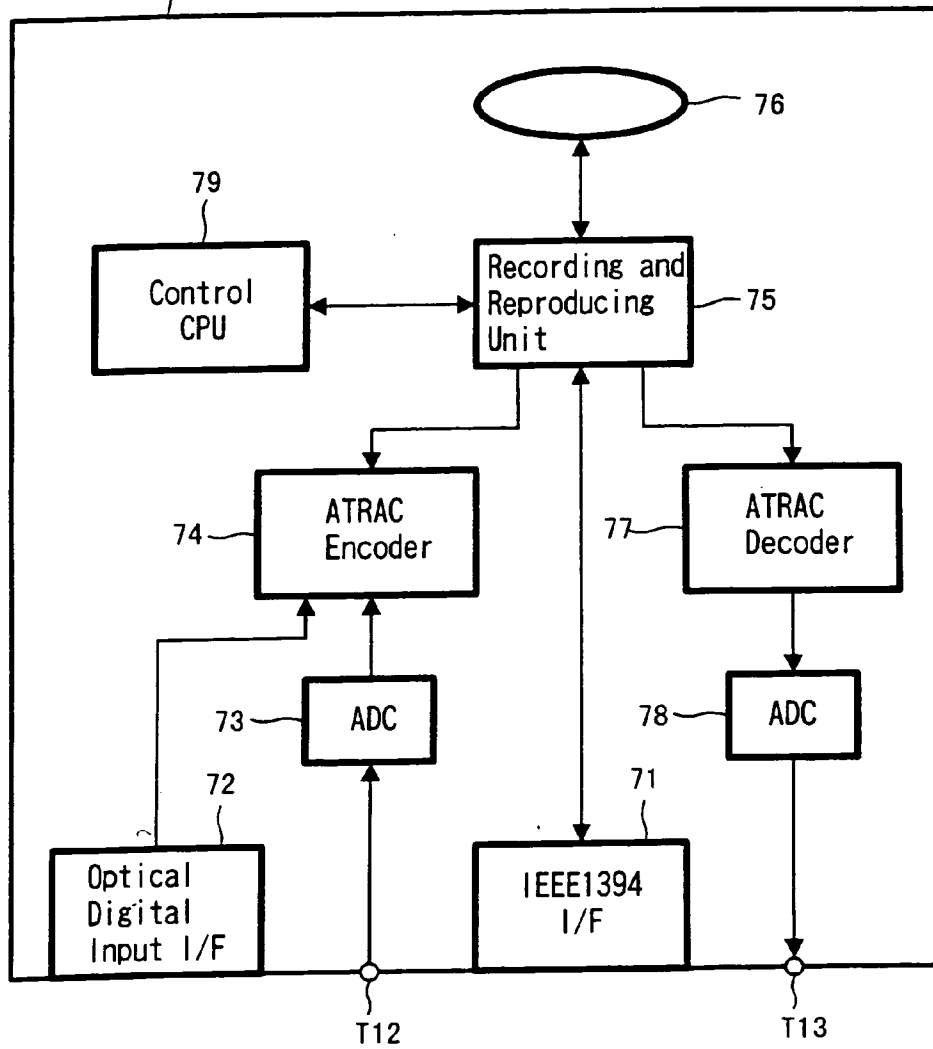 76
79
Control
CPU
Recording and
Reproducing
Unit
75
74
ATRAC
Encoder
77
ATRAC
Decoder
73
ADC
78
ADC
72
71
Optical
Digital
Input I/F
IEEE1394
I/F
T12
T13